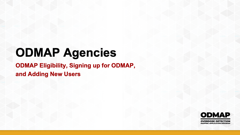 ODMAP Agencies
ODMAP Eligibility, Signing up for ODMAP,
and Adding New Users
ODMAP